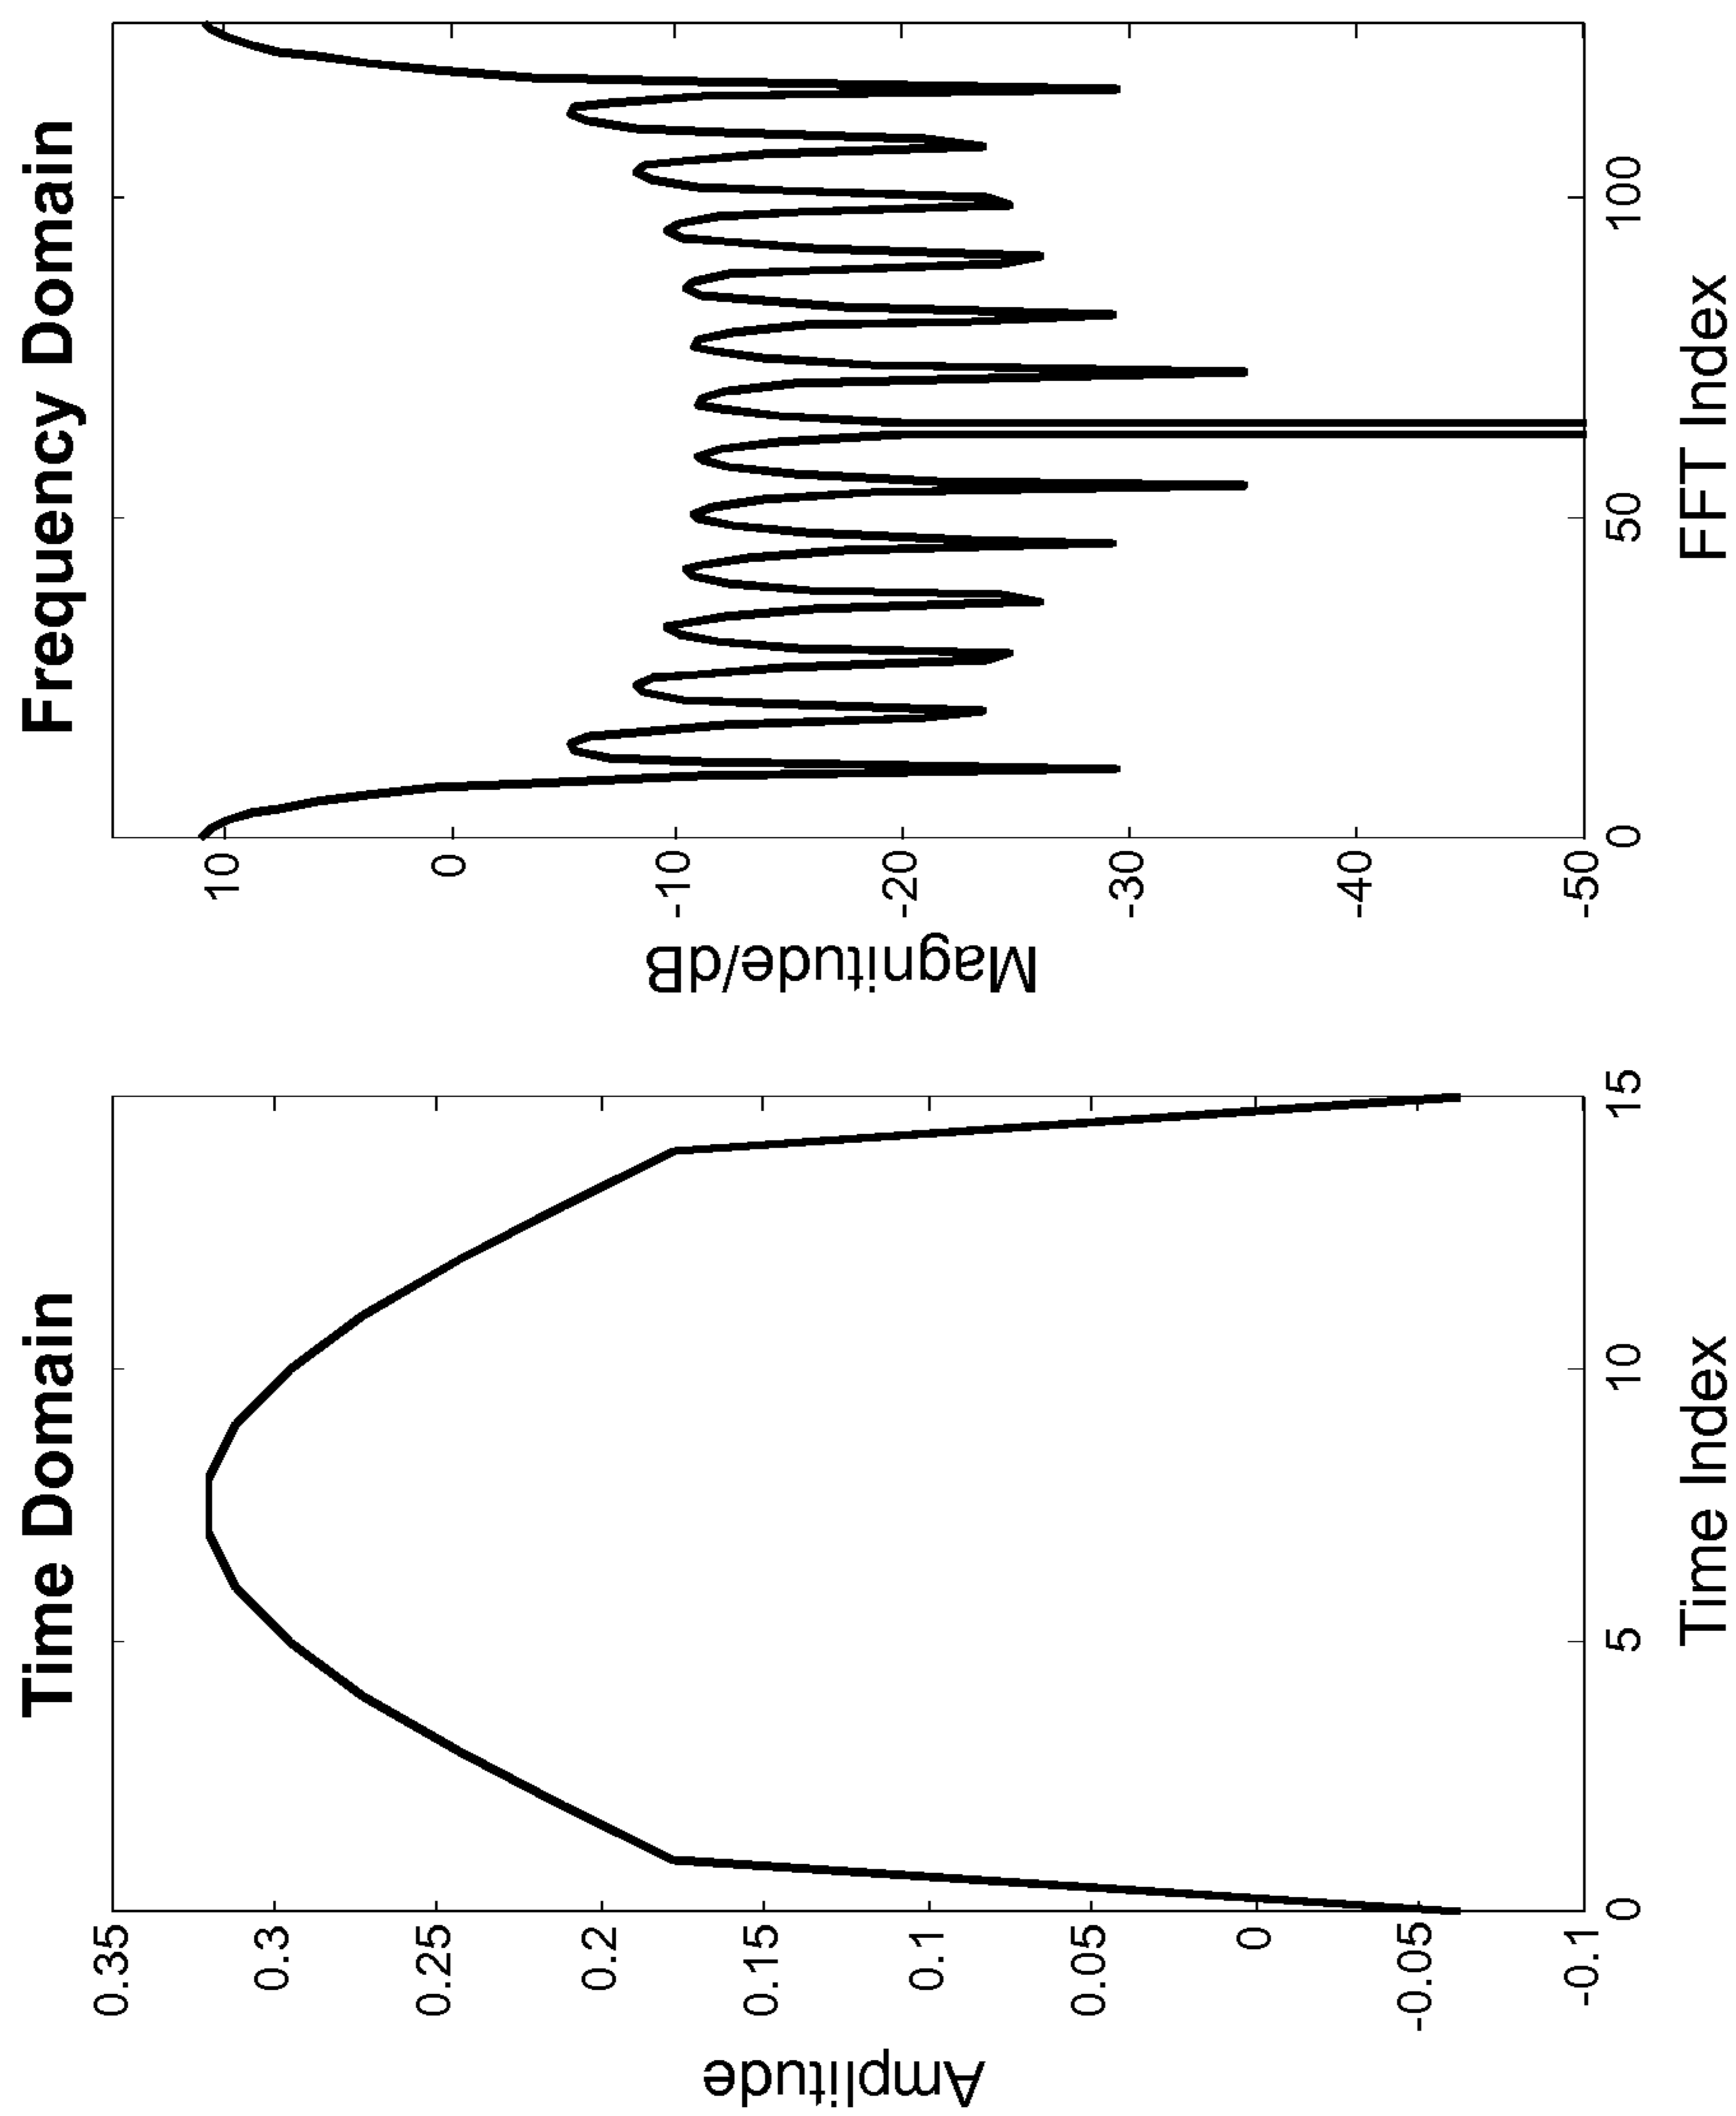 Time Domain
0.35
0.3
0.25
0.2
0.15
0.1
0.05
0
-0.05
-0.1
Amplitude
0 5 10 15
Time Index
Frequency Domain
10
0
-10
-20
-30
-40
-50
Magnitude/dB
0 50 100
FFT Index